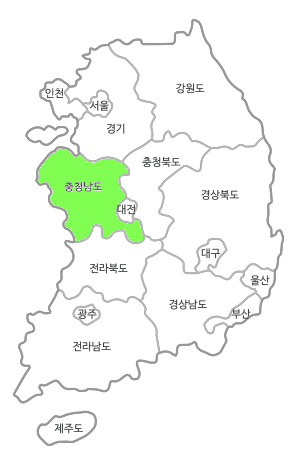 강원도
인천
서울
경기
충청북도
충청남도
경상북도
대전
대구
전라북도
울산
경상남도
광주
부산
전라남도
제주도